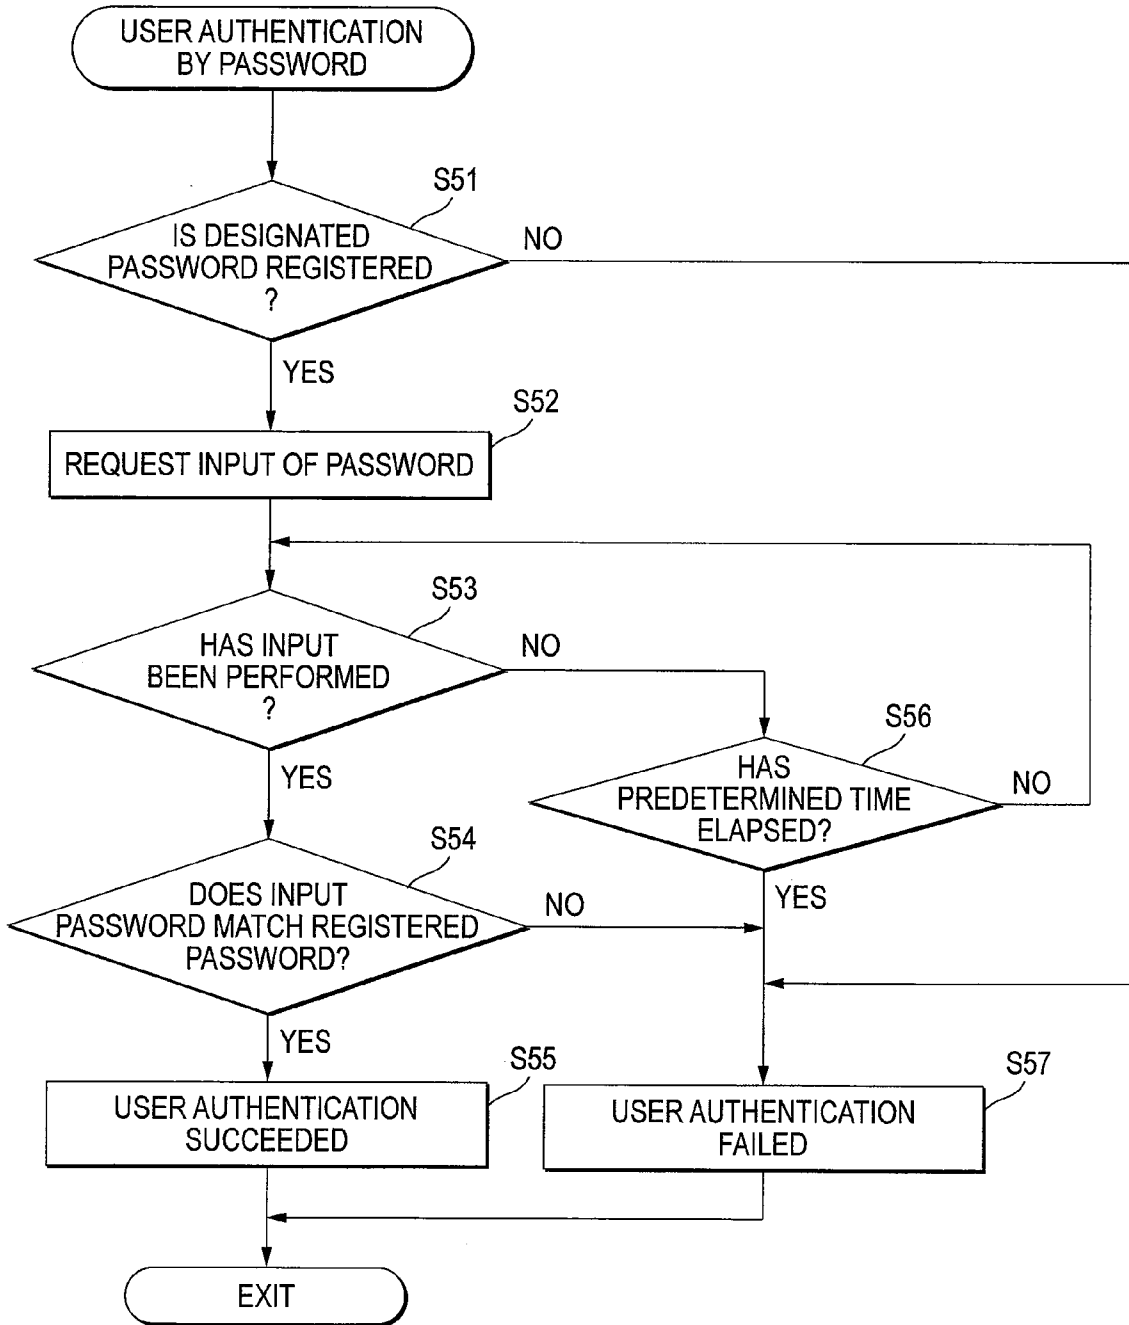 USER AUTHENTICATION
BY PASSWORD
S51
IS DESIGNATED
PASSWORD REGISTERED
?
NO
YES
S52
REQUEST INPUT OF PASSWORD
S53
HAS INPUT
BEEN PERFORMED
?
NO
YES
S56
HAS
PREDETERMINED TIME
ELAPSED?
NO
YES
S54
DOES INPUT
PASSWORD MATCH REGISTERED
PASSWORD?
NO
YES
S55
USER AUTHENTICATION
SUCCEEDED
S57
USER AUTHENTICATION
FAILED
EXIT